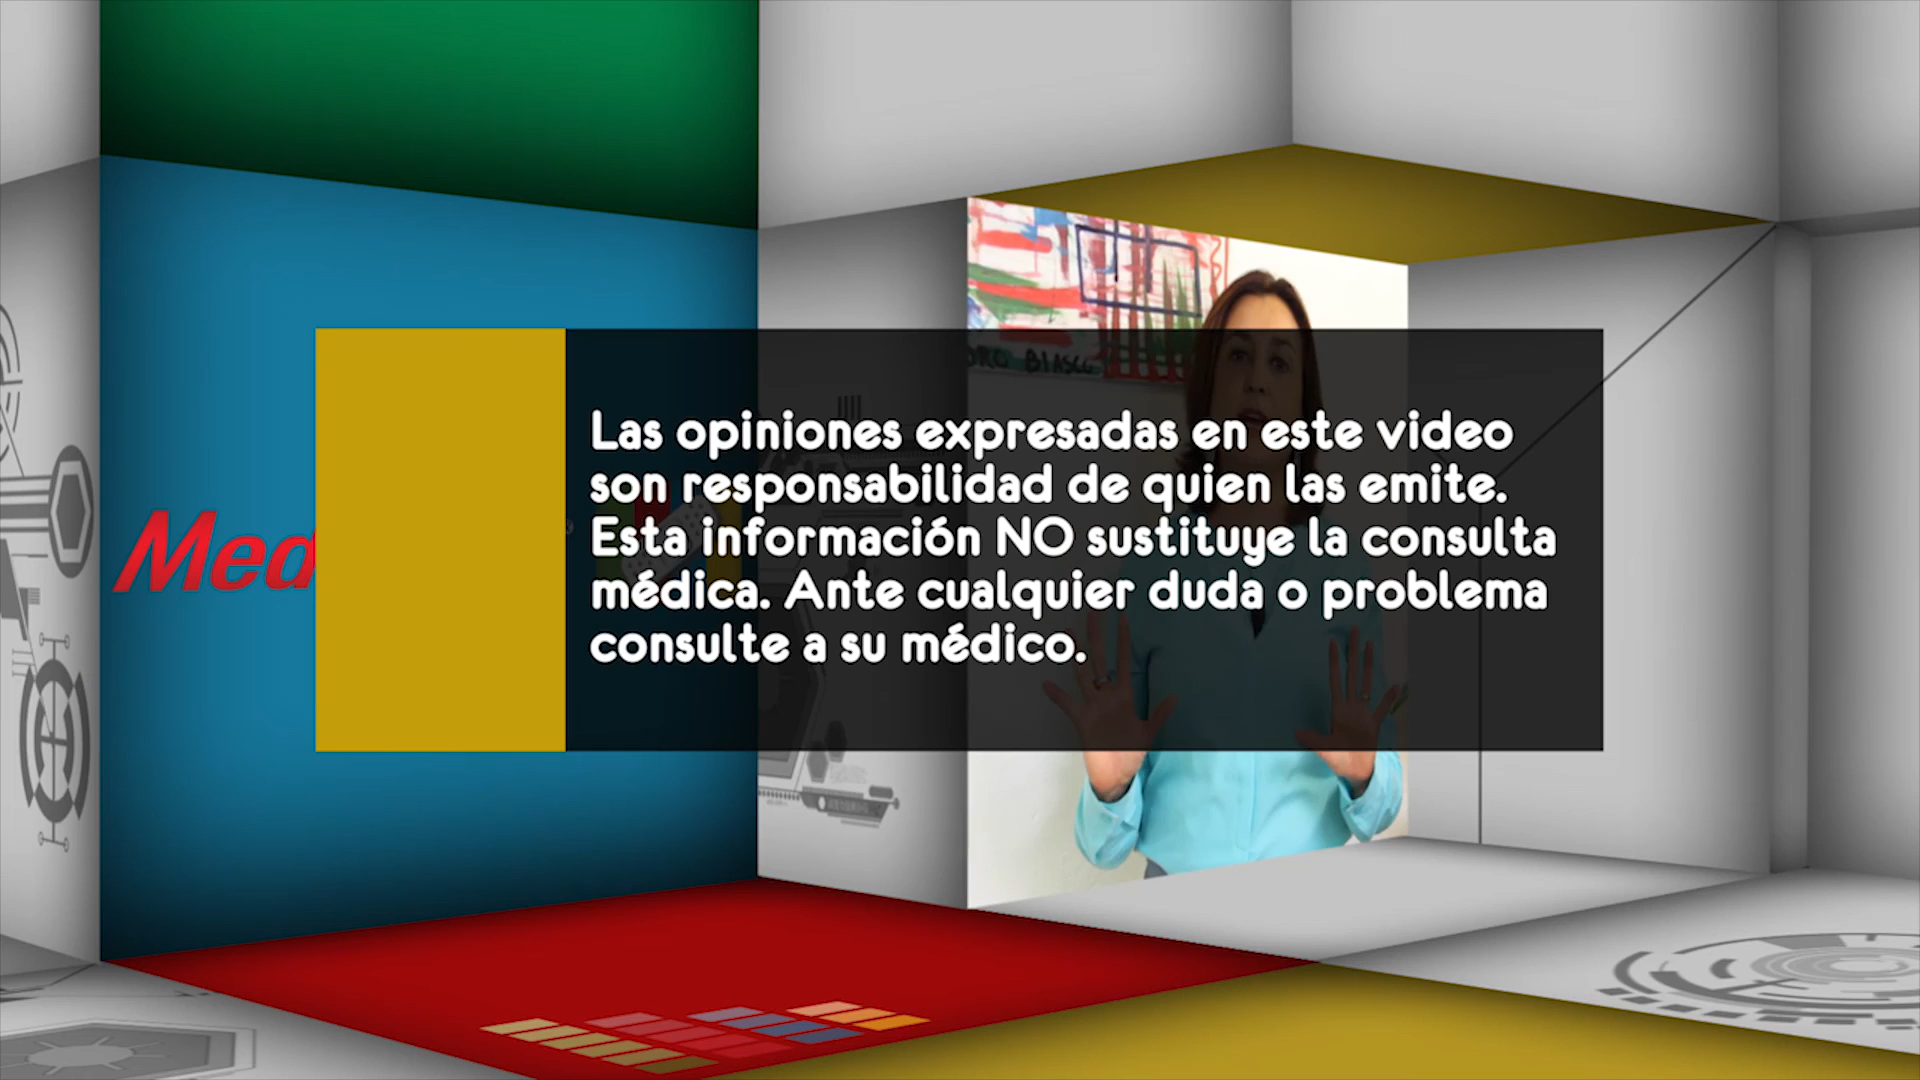 Las opiniones expresadas en este video
son responsabilidad de quien las emite.
Esta información NO sustituye la consulta
médica. Ante cualquier duda o problema
consulte a su médico.
Med